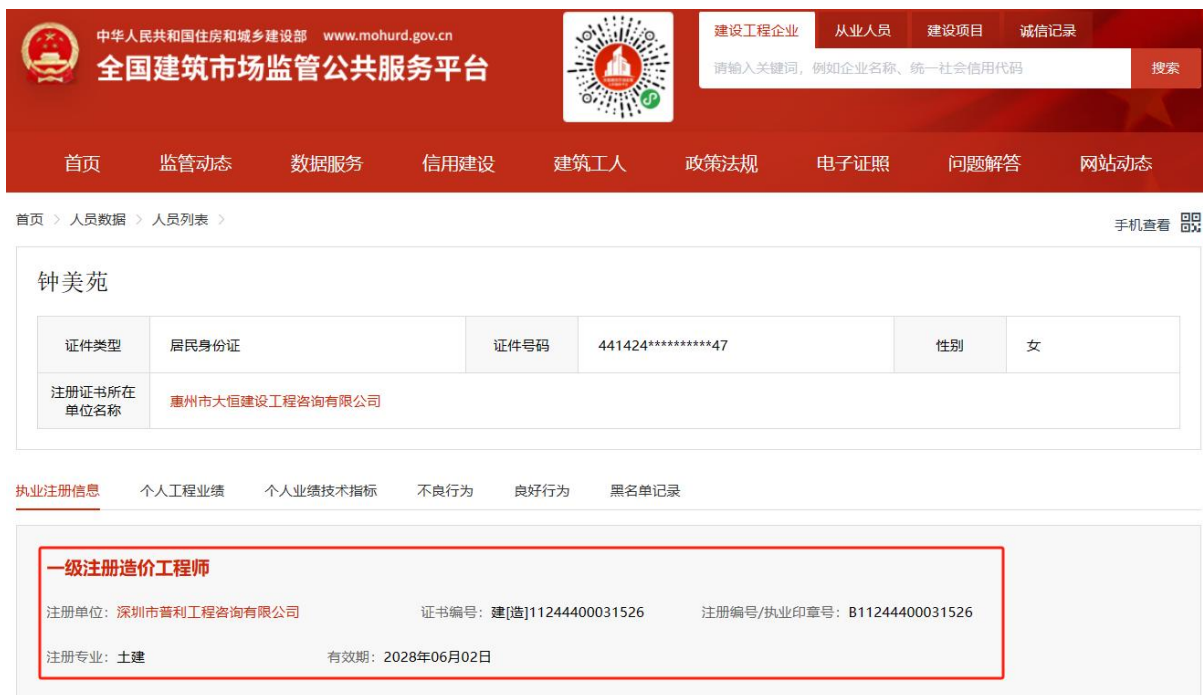 中华人民共和国住房和城乡建设部 www.mohurd.gov.cn
全国建筑市场监管公共服务平台
建设工程企业 从业人员 建设项目 诚信记录
请输入关键词，例如企业名称、统一社会信用代码 搜索
首页 监管动态 数据服务 信用建设 建筑工人 政策法规 电子证照 问题解答 网站动态
首页 > 人员数据 > 人员列表 >
手机查看
钟美苑
证件类型 居民身份证 证件号码 441424**********47 性别 女
注册证书所在
单位名称
惠州市大恒建设工程咨询有限公司
执业注册信息 个人工程业绩 个人业绩技术指标 不良行为 良好行为 黑名单记录
一级注册造价工程师
注册单位：深圳市普利工程咨询有限公司 证书编号：建[造]11244400031526 注册编号/执业印章号：B11244400031526
注册专业：土建 有效期：2028年06月02日